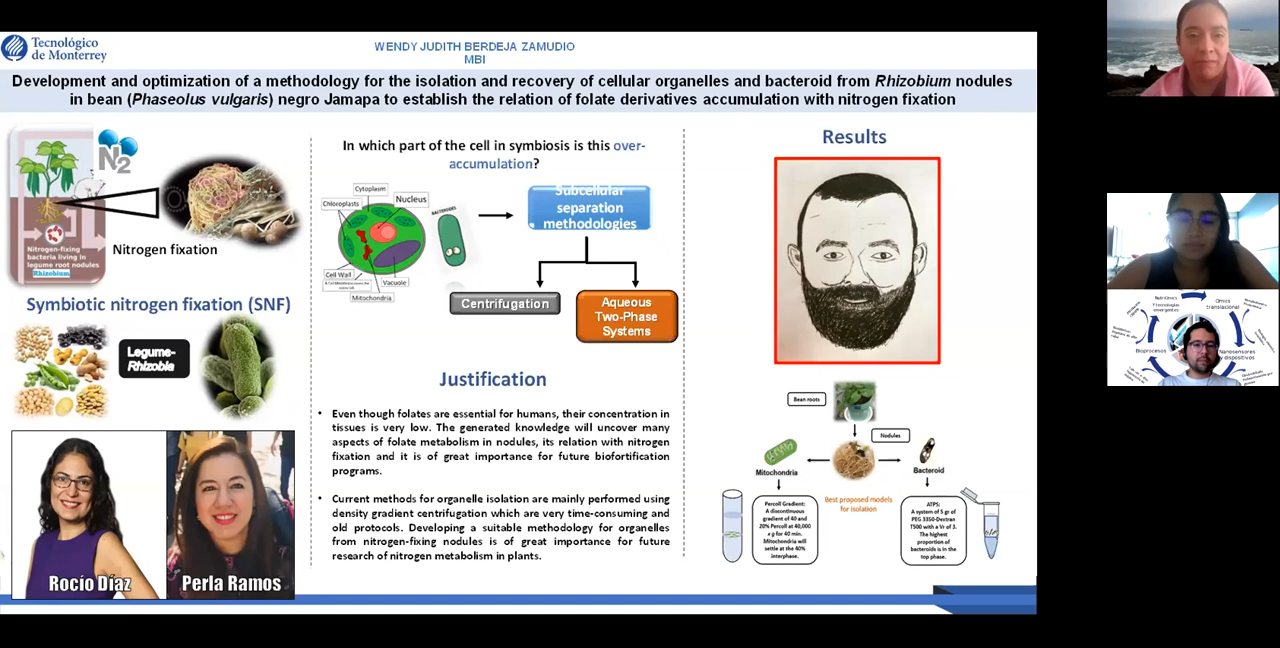 Tecnológico
de Monterrey
WENDY JUDITH BERDEJA ZAMUDIO
MBI
Development and optimization of a methodology for the isolation and recovery of cellular organelles and bacteroid from Rhizobium nodules
in bean (Phaseolus vulgaris) negro Jamapa to establish the relation of folate derivatives accumulation with nitrogen fixation
N2
Nitrogen-fixing
bacteria living in
legume root nodules
Rhizobium
Nitrogen fixation
Symbiotic nitrogen fixation (SNF)
Legume-
Rhizobia
Rocío Díaz
Perla Ramos
In which part of the cell in symbiosis is this over-
accumulation?
Cytoplasm
Nucleus
Chloroplasts
BACTEROIDS
Cell Wall
Vacuole
Mitochondria
Subcellular
separation
methodologies
Centrifugation
Aqueous
Two-Phase
Systems
Justification
• Even though folates are essential for humans, their concentration in
tissues is very low. The generated knowledge will uncover many
aspects of folate metabolism in nodules, its relation with nitrogen
fixation and it is of great importance for future biofortification
programs.
• Current methods for organelle isolation are mainly performed using
density gradient centrifugation which are very time-consuming and
old protocols. Developing a suitable methodology for organelles
from nitrogen-fixing nodules is of great importance for future
research of nitrogen metabolism in plants.
Results
Bean roots
Nodules
Mitochondria
Bacteroid
Best proposed models
for isolation
Percoll Gradient:
A discontinuous
gradient of 40 and
20% Percoll at 40,000
x g for 40 min.
Mitochondria will
settle at the 40%
interphase.
ATPS:
A system of 5 gr of
PEG 3350-Dextran
T500 with a Vr of 3.
The highest
proportion of
bacteroids is in the
top phase.
Nutriómics
Y tecnologías
emergentes
Omics
translacional
Bioprocesos
Nanosensores
y dispositivos